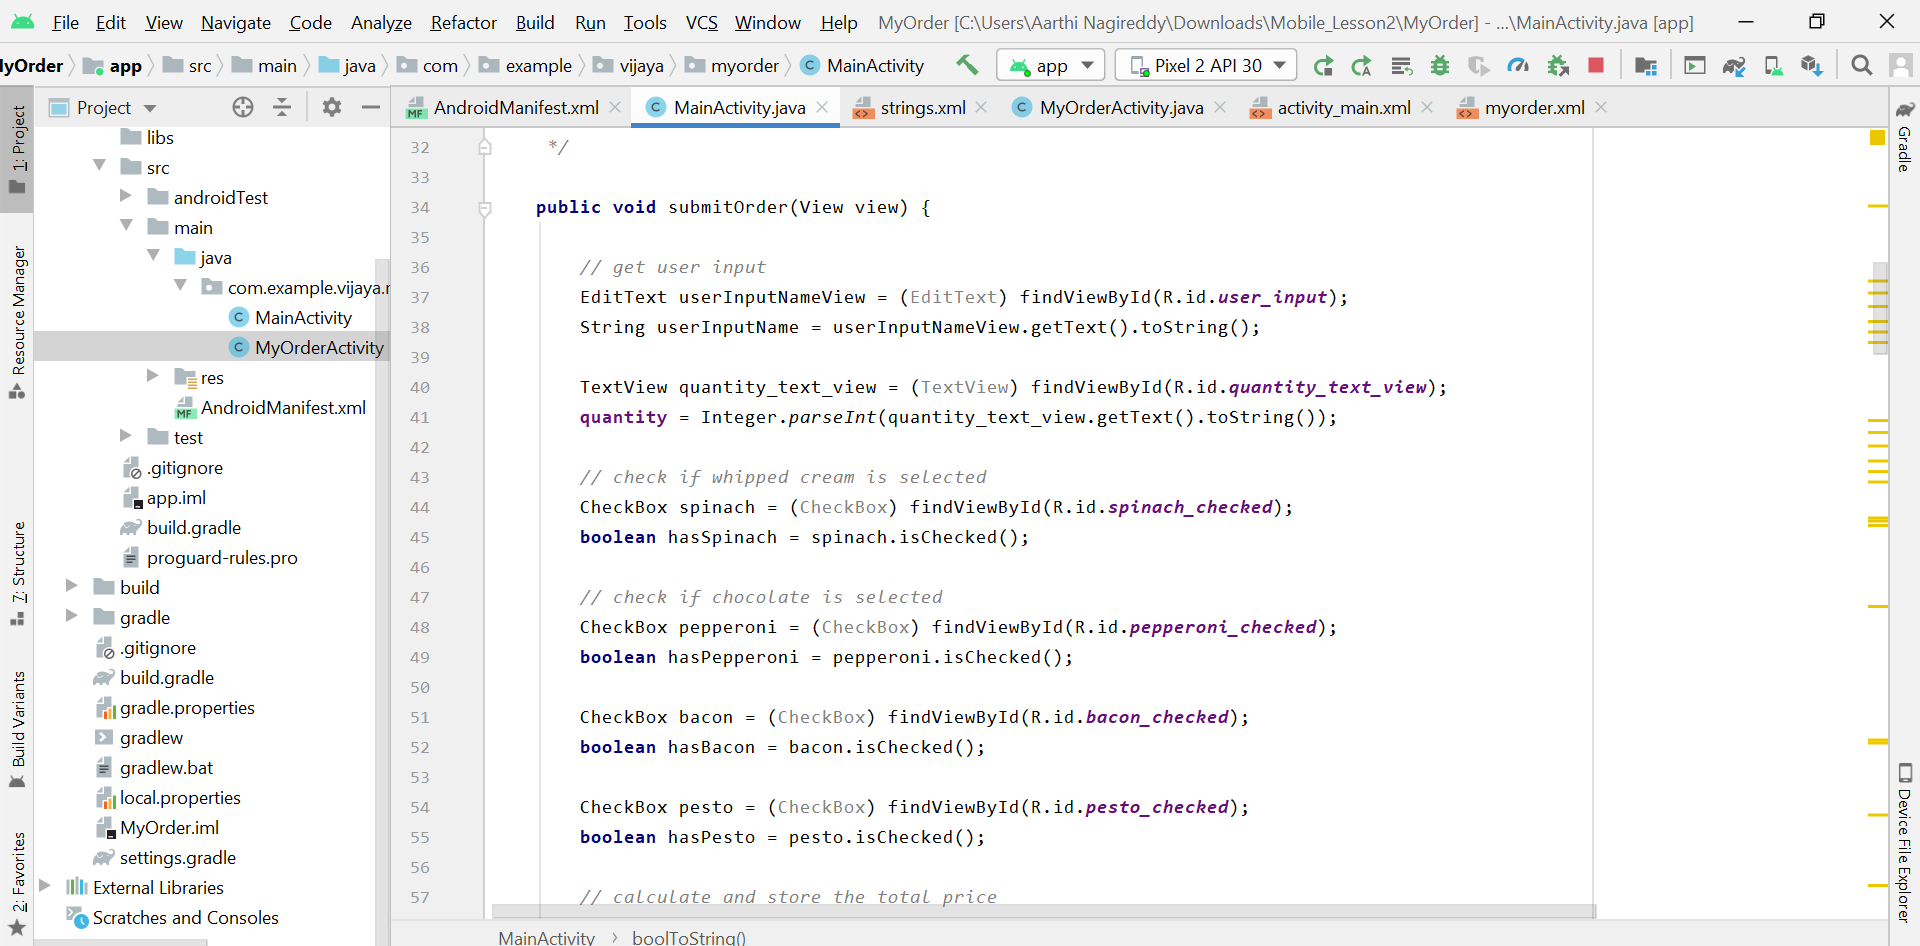 File Edit View Navigate Code Analyze Refactor Build Run Tools VCS Window Help MyOrder [C:\Users\Aarthi Nagireddy\Downloads\Mobile_Lesson2\MyOrder] - ...\MainActivity.java [app]
MyOrder app src main java com example vijaya myorder MainActivity app Pixel 2 API 30
Project AndroidManifest.xml MainActivity.java strings.xml MyOrderActivity.java activity_main.xml myorder.xml
1: Project
Resource Manager
7: Structure
Build Variants
2: Favorites
libs
src
androidTest
main
java
com.example.vijaya.
MainActivity
MyOrderActivity
res
MF AndroidManifest.xml
test
.gitignore
app.iml
build.gradle
proguard-rules.pro
build
gradle
.gitignore
build.gradle
gradle.properties
gradlew
gradlew.bat
local.properties
MyOrder.iml
settings.gradle
External Libraries
Scratches and Consoles
32 */
33
34 public void submitOrder(View view) {
35
36 // get user input
37 EditText userInputNameView = (EditText) findViewById(R.id.user_input);
38 String userInputName = userInputNameView.getText().toString();
39
40 TextView quantity_text_view = (TextView) findViewById(R.id.quantity_text_view);
41 quantity = Integer.parseInt(quantity_text_view.getText().toString());
42
43 // check if whipped cream is selected
44 CheckBox spinach = (CheckBox) findViewById(R.id.spinach_checked);
45 boolean hasSpinach = spinach.isChecked();
46
47 // check if chocolate is selected
48 CheckBox pepperoni = (CheckBox) findViewById(R.id.pepperoni_checked);
49 boolean hasPepperoni = pepperoni.isChecked();
50
51 CheckBox bacon = (CheckBox) findViewById(R.id.bacon_checked);
52 boolean hasBacon = bacon.isChecked();
53
54 CheckBox pesto = (CheckBox) findViewById(R.id.pesto_checked);
55 boolean hasPesto = pesto.isChecked();
56
57 // calculate and store the total price
MainActivity boolToString()
Gradle
Device File Explorer